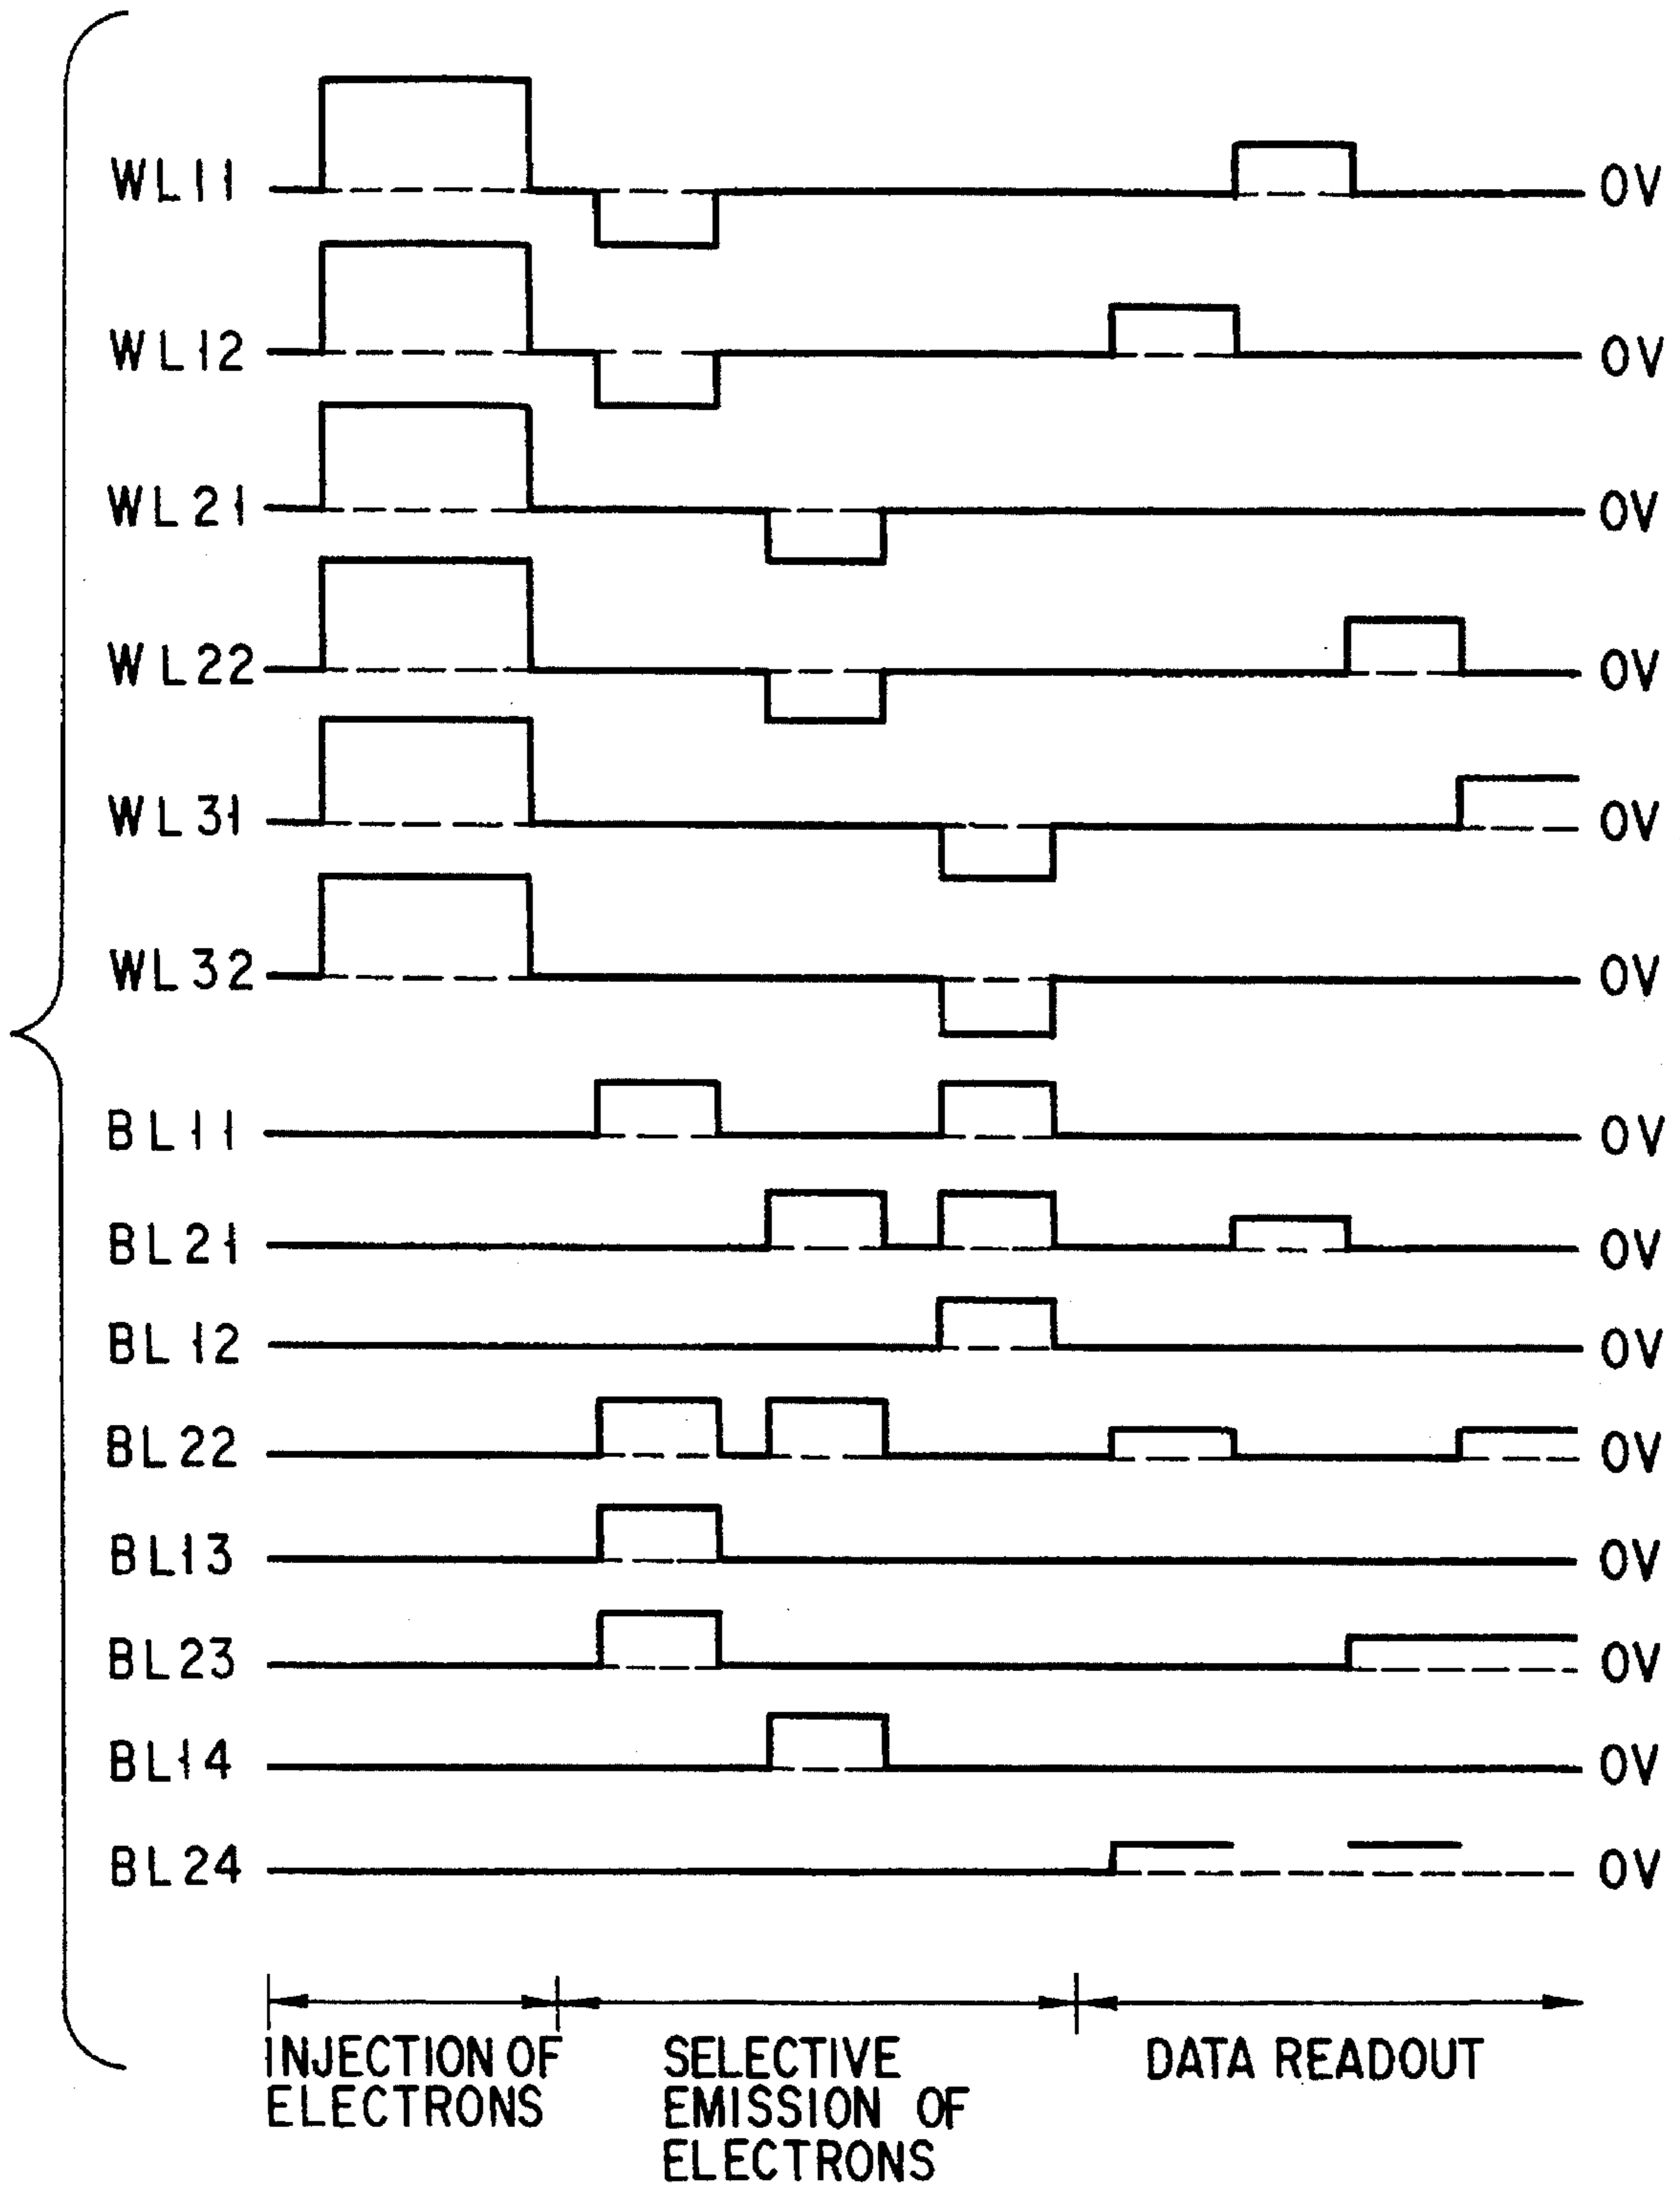 WL11 0V
WL12 0V
WL21 0V
WL22 0V
WL31 0V
WL32 0V
BL11 0V
BL21 0V
BL12 0V
BL22 0V
BL13 0V
BL23 0V
BL14 0V
BL24 0V
INJECTION OF
ELECTRONS
SELECTIVE
EMISSION OF
ELECTRONS
DATA READOUT